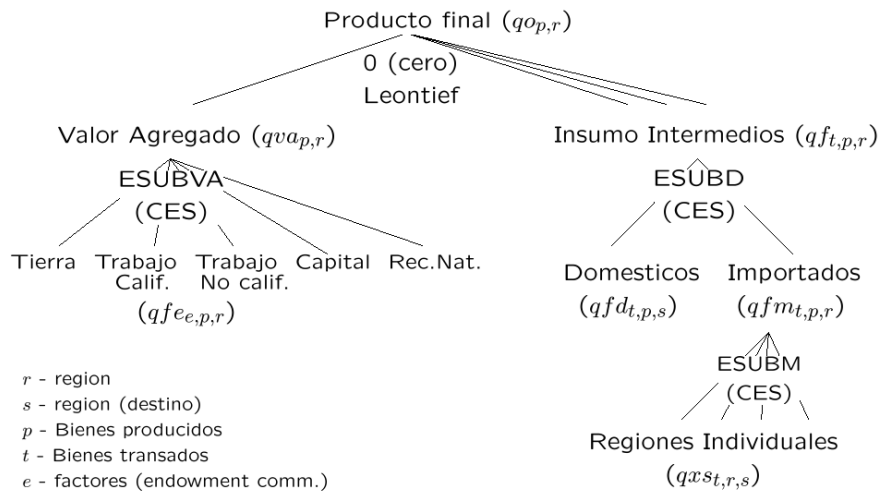 Producto final (qo_{p,r})
0 (cero)
Leontief
Valor Agregado (qva_{p,r})
Insumo Intermedios (qf_{t,p,r})
ESUBVA
(CES)
ESUBD
(CES)
Tierra Trabajo Calif. Trabajo No calif. Capital Rec.Nat.
(qfe_{e,p,r})
Domesticos
(qfd_{t,p,s})
Importados
(qfm_{t,p,r})
ESUBM
(CES)
Regiones Individuales
(qxs_{t,r,s})
r - region
s - region (destino)
p - Bienes producidos
t - Bienes transados
e - factores (endowment comm.)